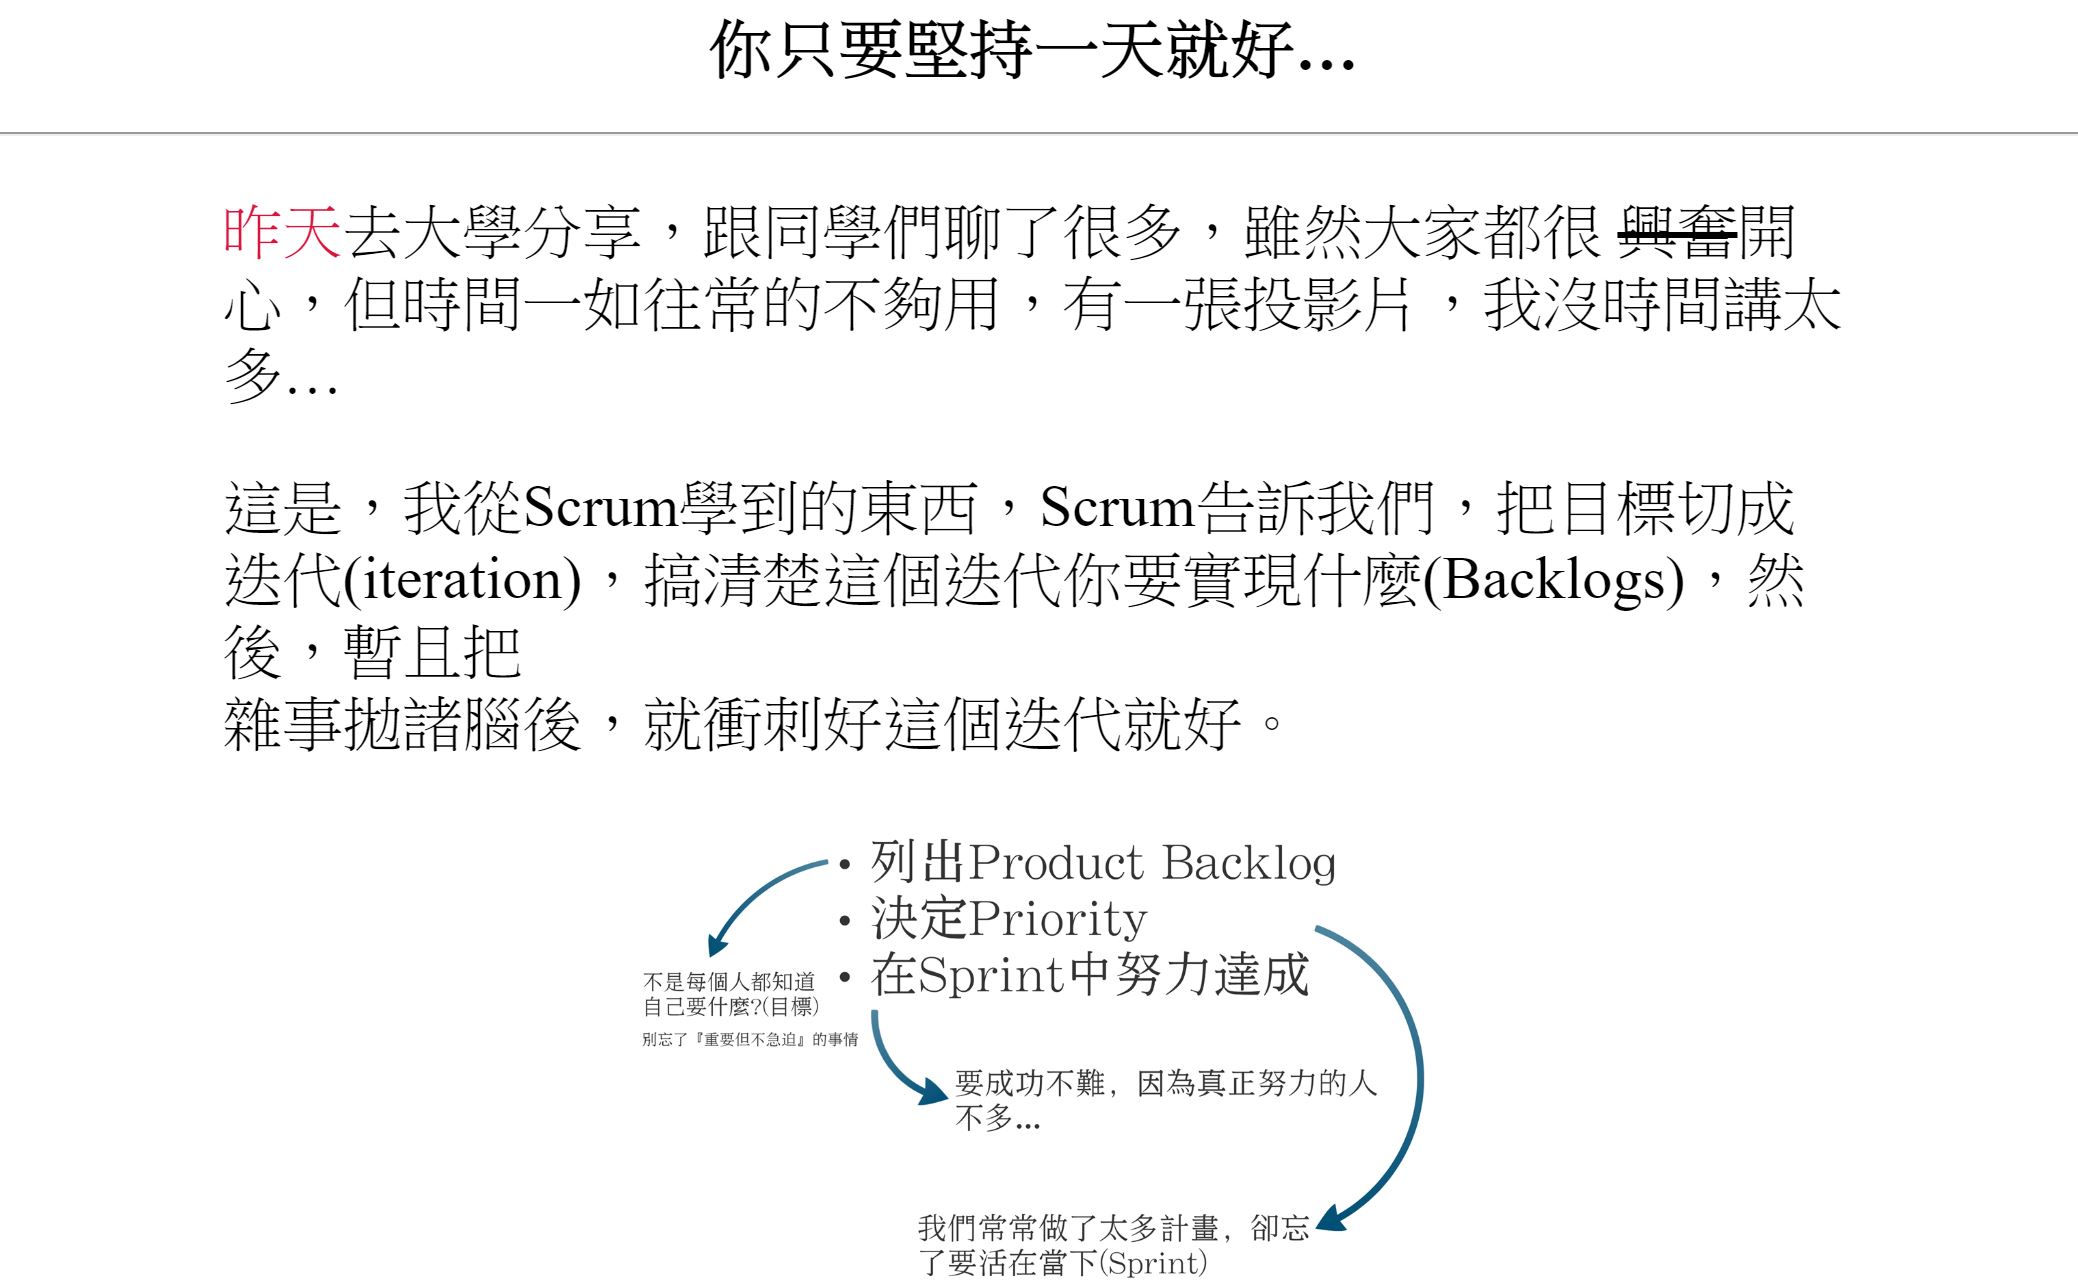 你只要堅持一天就好...
昨天去大學分享，跟同學們聊了很多，雖然大家都很 興奮開
心，但時間一如往常的不夠用，有一張投影片，我沒時間講太
多...
這是，我從Scrum學到的東西，Scrum告訴我們，把目標切成
迭代(iteration)，搞清楚這個迭代你要實現什麼(Backlogs)，然
後，暫且把
雜事拋諸腦後，就衝刺好這個迭代就好。
• 列出Product Backlog
• 決定Priority
• 在Sprint中努力達成
不是每個人都知道
自己要什麼?(目標)
別忘了『重要但不急迫』的事情
要成功不難，因為真正努力的人
不多...
我們常常做了太多計畫，卻忘
了要活在當下(Sprint)